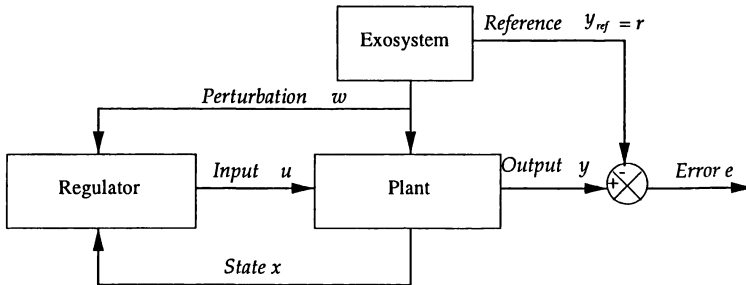 Exosystem
Reference y_ref = r
Perturbation w
Regulator
Input u
Plant
Output y
+
-
Error e
State x